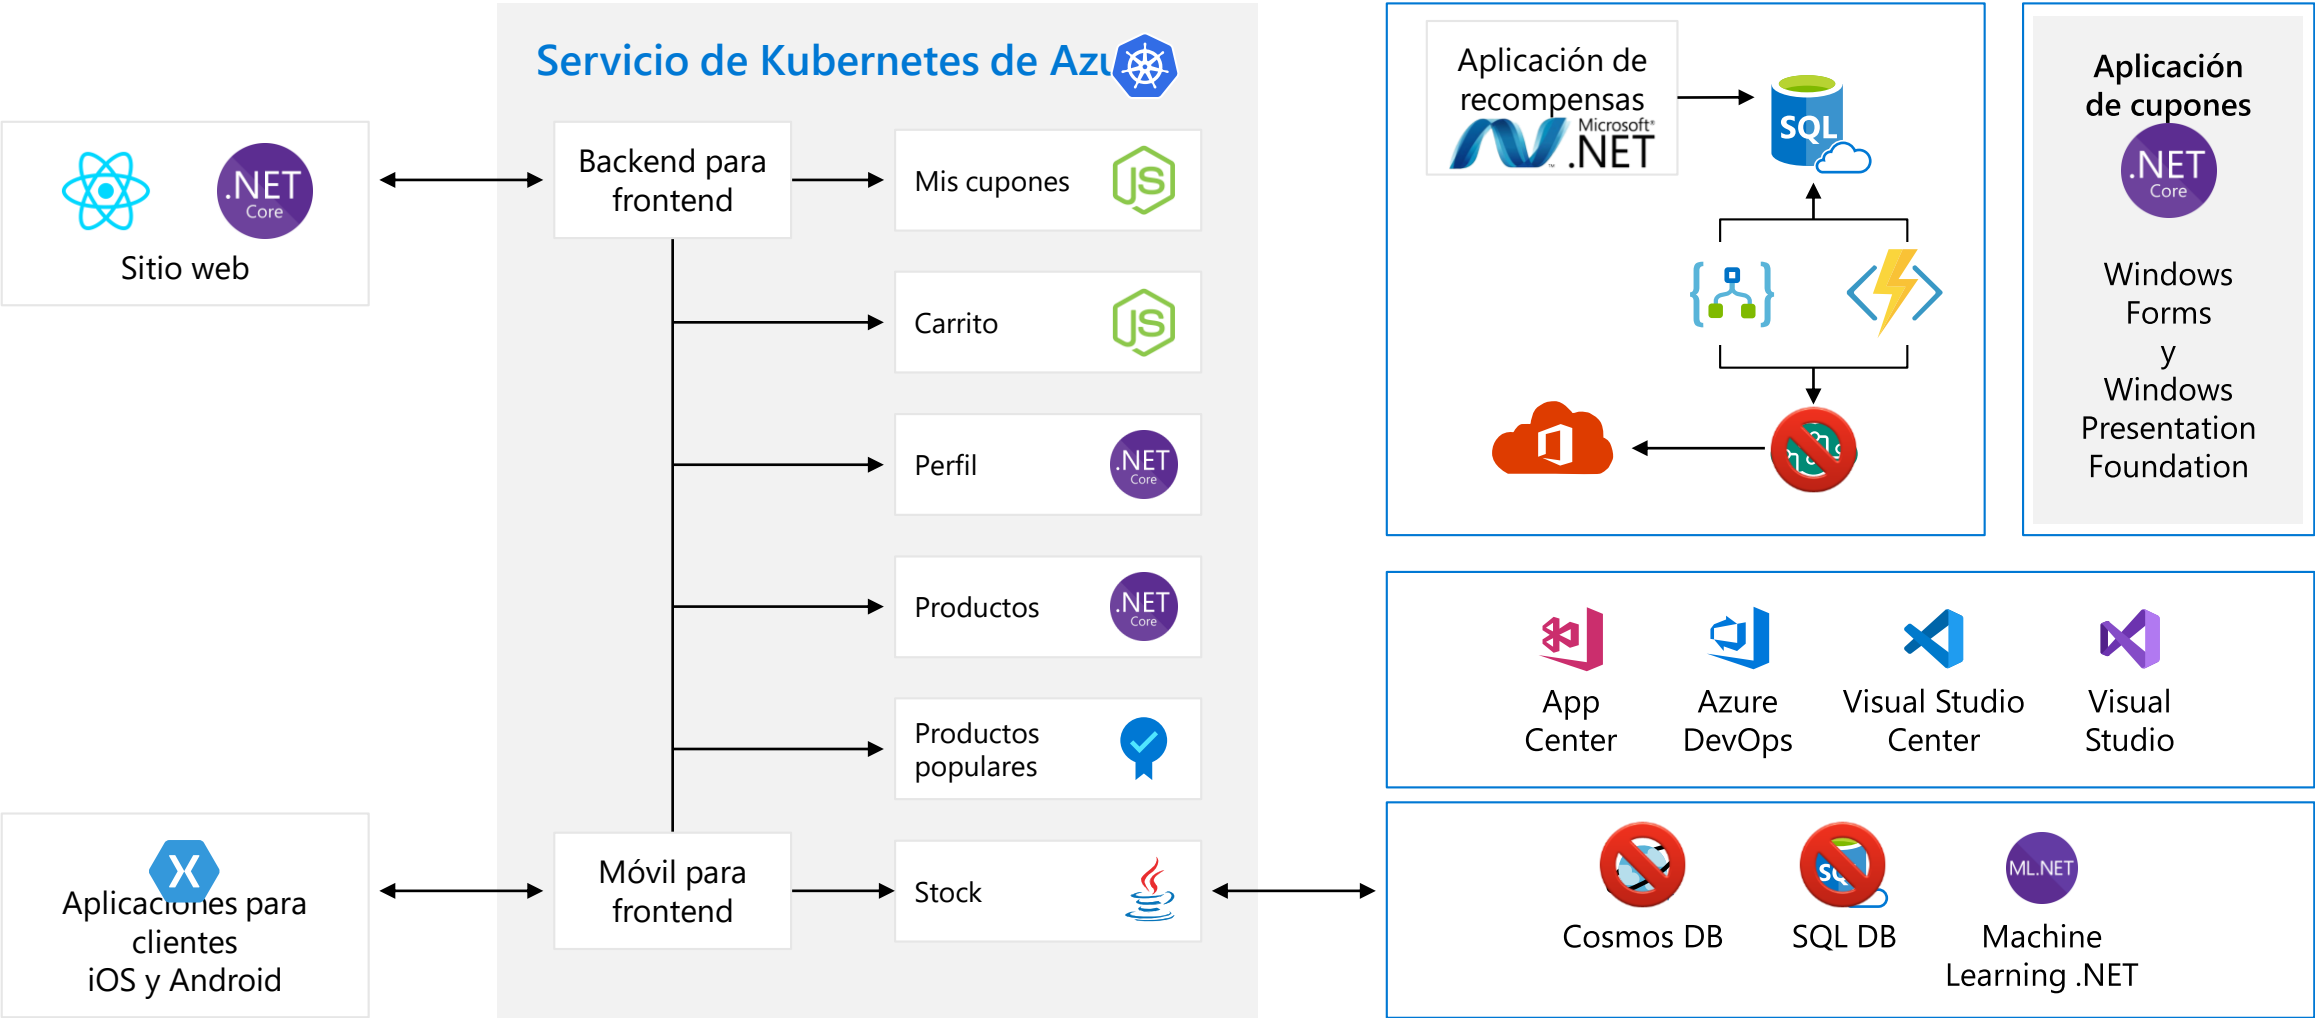 Servicio de Kubernetes de Azu
.NET
Core
Sitio web
Backend para
frontend
Mis cupones
JS
Carrito
JS
Perfil
.NET
Core
Productos
.NET
Core
Productos
populares
Móvil para
frontend
Stock
X
Aplicaciones para
clientes
iOS y Android
Aplicación de
recompensas
Microsoft®
.NET
SQL
Aplicación
de cupones
.NET
Core
Windows
Forms
y
Windows
Presentation
Foundation
App
Center
Azure
DevOps
Visual Studio
Center
Visual
Studio
Cosmos DB
SQL DB
ML.NET
Machine
Learning .NET